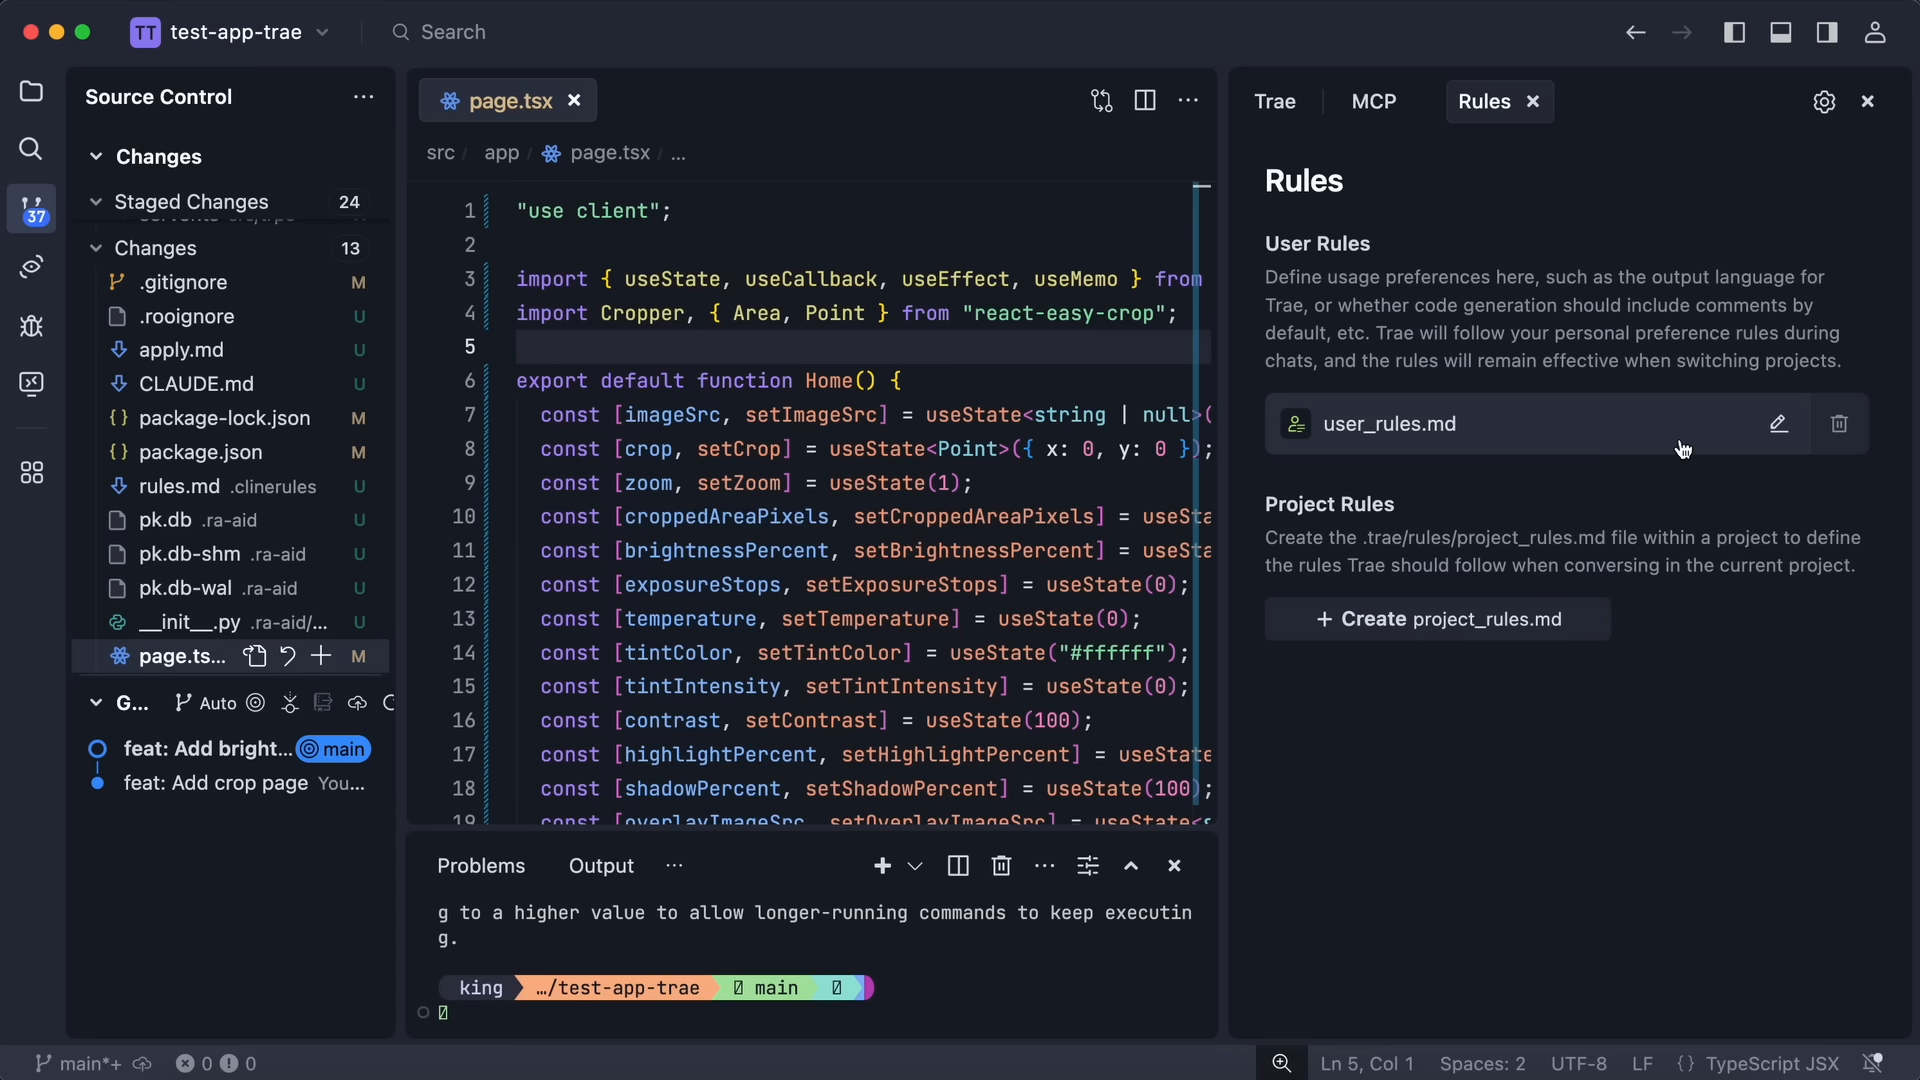 TT test-app-trae
Search
Source Control
Changes
Staged Changes 24
Changes 13
.gitignore M
.rooignore U
apply.md U
CLAUDE.md U
{} package-lock.json M
{} package.json M
rules.md .clinerules U
pk.db .ra-aid U
pk.db-shm .ra-aid U
pk.db-wal .ra-aid U
__init__.py .ra-aid/... U
page.ts... M
G... Auto
feat: Add bright... main
feat: Add crop page You...
37
page.tsx
src / app / page.tsx / ...
1 "use client";
2
3 import { useState, useCallback, useEffect, useMemo } from
4 import Cropper, { Area, Point } from "react-easy-crop";
5
6 export default function Home() {
7 const [imageSrc, setImageSrc] = useState<string | null>(
8 const [crop, setCrop] = useState<Point>({ x: 0, y: 0 });
9 const [zoom, setZoom] = useState(1);
10 const [croppedAreaPixels, setCroppedAreaPixels] = useSta
11 const [brightnessPercent, setBrightnessPercent] = useSta
12 const [exposureStops, setExposureStops] = useState(0);
13 const [temperature, setTemperature] = useState(0);
14 const [tintColor, setTintColor] = useState("#ffffff");
15 const [tintIntensity, setTintIntensity] = useState(0);
16 const [contrast, setContrast] = useState(100);
17 const [highlightPercent, setHighlightPercent] = useState
18 const [shadowPercent, setShadowPercent] = useState(100);
19 const [overlayImageSrc, setOverlayImageSrc] = useState<s
Problems
Output
g to a higher value to allow longer-running commands to keep executin
g.
king …/test-app-trae main
Trae
MCP
Rules
Rules
User Rules
Define usage preferences here, such as the output language for
Trae, or whether code generation should include comments by
default, etc. Trae will follow your personal preference rules during
chats, and the rules will remain effective when switching projects.
user_rules.md
Project Rules
Create the .trae/rules/project_rules.md file within a project to define
the rules Trae should follow when conversing in the current project.
+ Create project_rules.md
main*+ 0 0
Ln 5, Col 1 Spaces: 2 UTF-8 LF {} TypeScript JSX